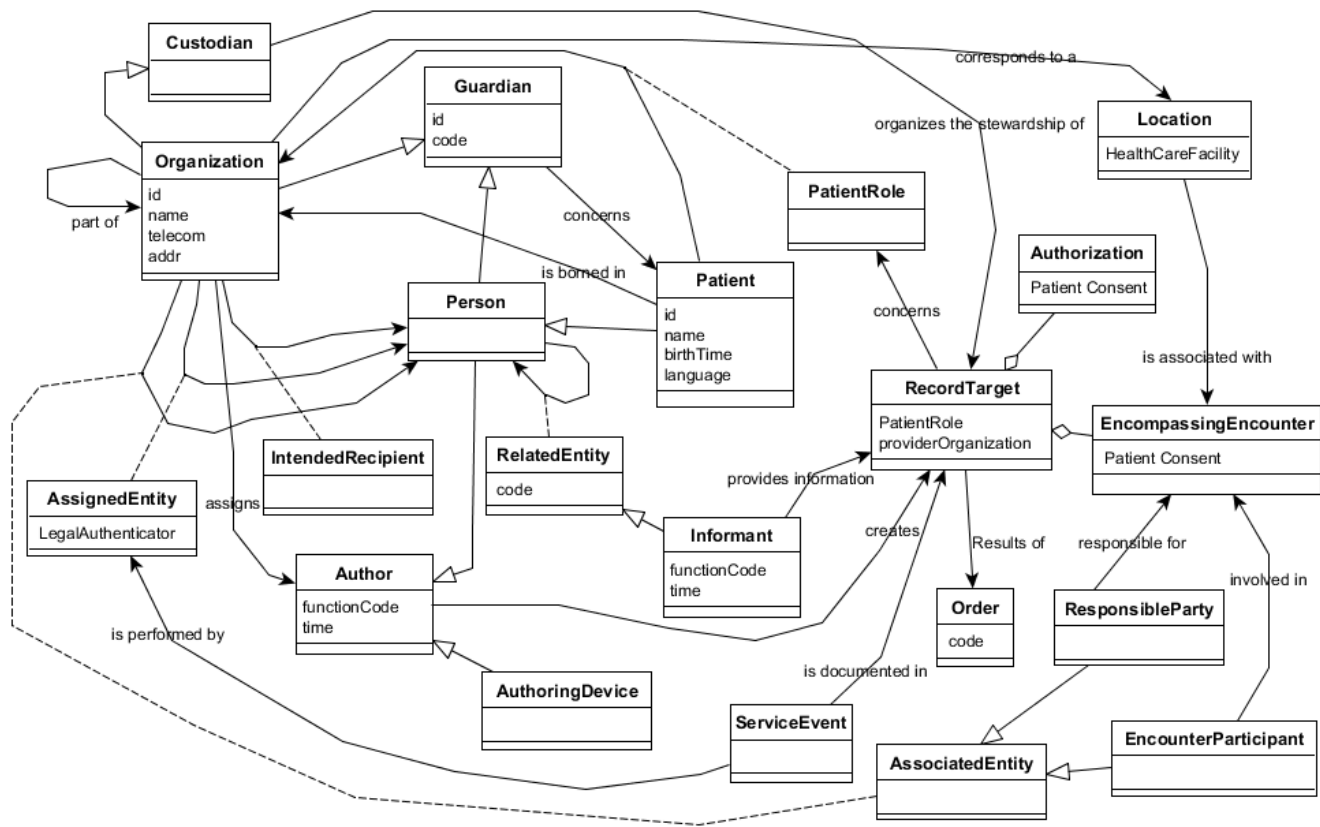 Custodian
corresponds to a
Guardian
id
code
organizes the stewardship of
Location
HealthCareFacility
Organization
id
name
telecom
addr
part of
concerns
PatientRole
is borned in
Patient
id
name
birthTime
language
Authorization
Patient Consent
Person
concerns
is associated with
RecordTarget
PatientRole
providerOrganization
EncompassingEncounter
Patient Consent
IntendedRecipient
RelatedEntity
code
provides information
AssignedEntity
LegalAuthenticator
assigns
Informant
functionCode
time
creates
Results of
responsible for
involved in
Author
functionCode
time
is performed by
Order
code
ResponsibleParty
is documented in
AuthoringDevice
ServiceEvent
AssociatedEntity
EncounterParticipant